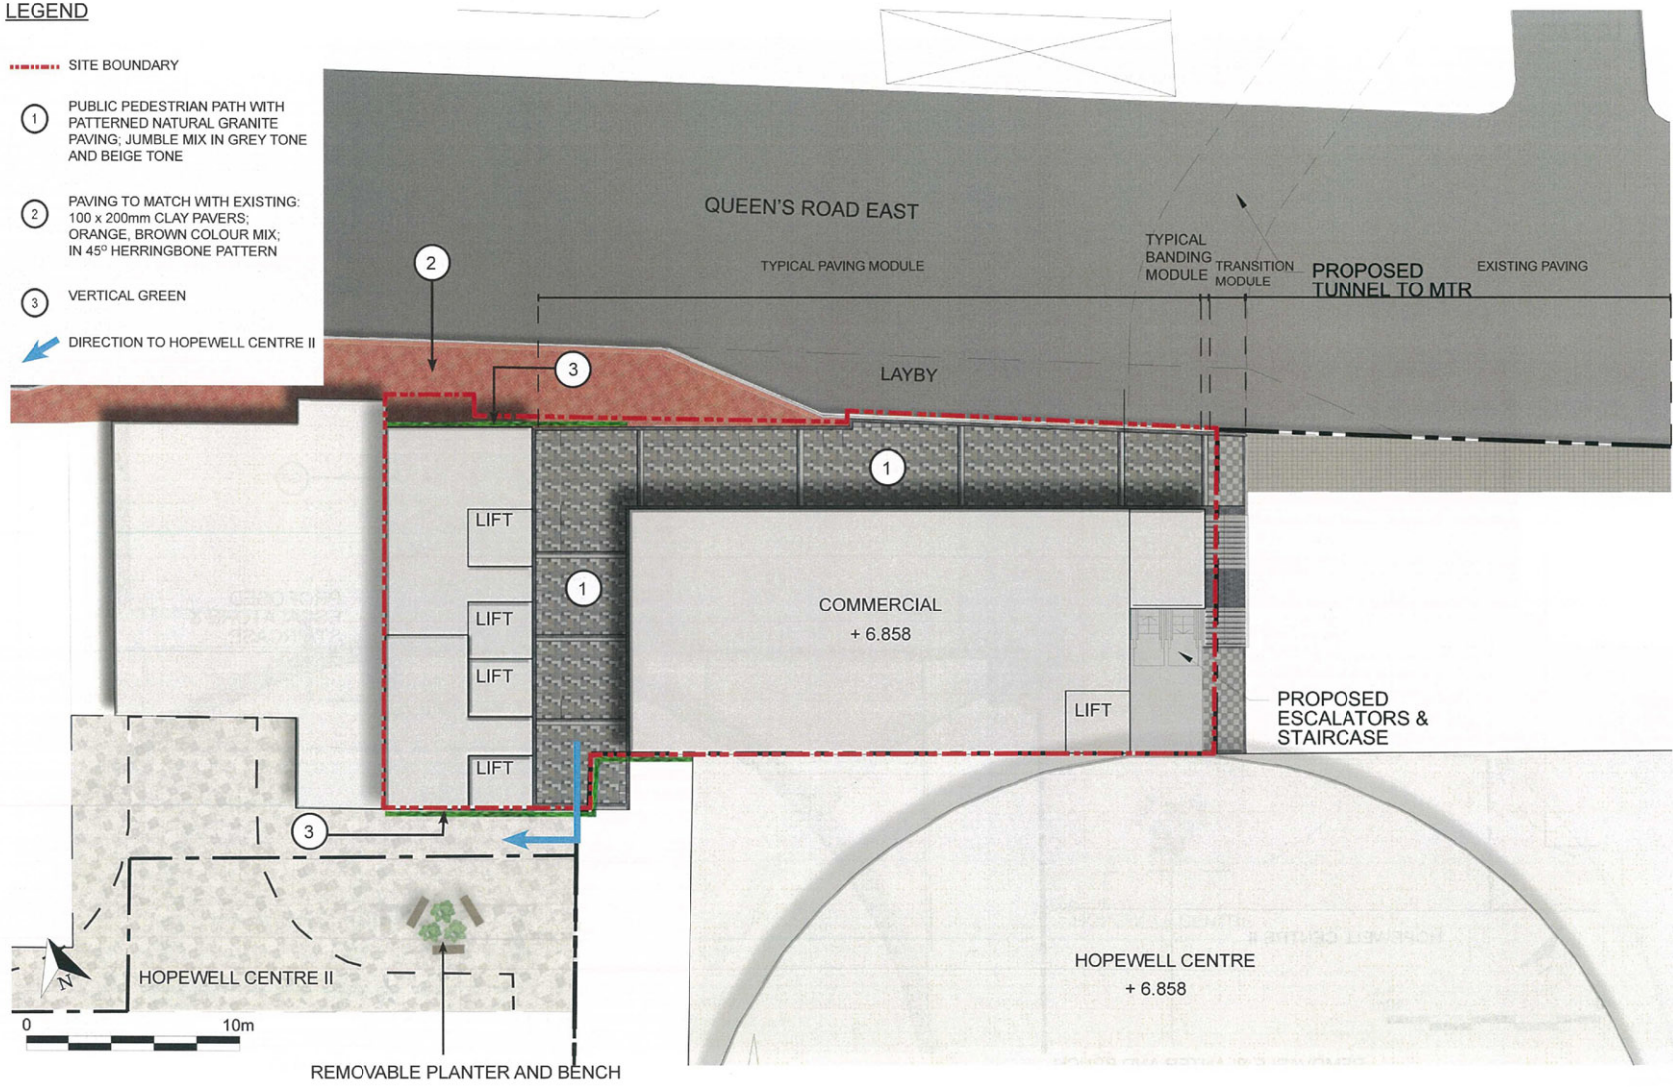 LEGEND
SITE BOUNDARY
1
PUBLIC PEDESTRIAN PATH WITH
PATTERNED NATURAL GRANITE
PAVING; JUMBLE MIX IN GREY TONE
AND BEIGE TONE
2
PAVING TO MATCH WITH EXISTING:
100 x 200mm CLAY PAVERS;
ORANGE, BROWN COLOUR MIX;
IN 45º HERRINGBONE PATTERN
3
VERTICAL GREEN
DIRECTION TO HOPEWELL CENTRE II
QUEEN'S ROAD EAST
TYPICAL PAVING MODULE
TYPICAL
BANDING
MODULE
TRANSITION
MODULE
PROPOSED
TUNNEL TO MTR
EXISTING PAVING
2
3
LAYBY
1
LIFT
1
LIFT
LIFT
LIFT
COMMERCIAL
+ 6.858
LIFT
PROPOSED
ESCALATORS &
STAIRCASE
3
HOPEWELL CENTRE II
N
0
10m
REMOVABLE PLANTER AND BENCH
HOPEWELL CENTRE
+ 6.858